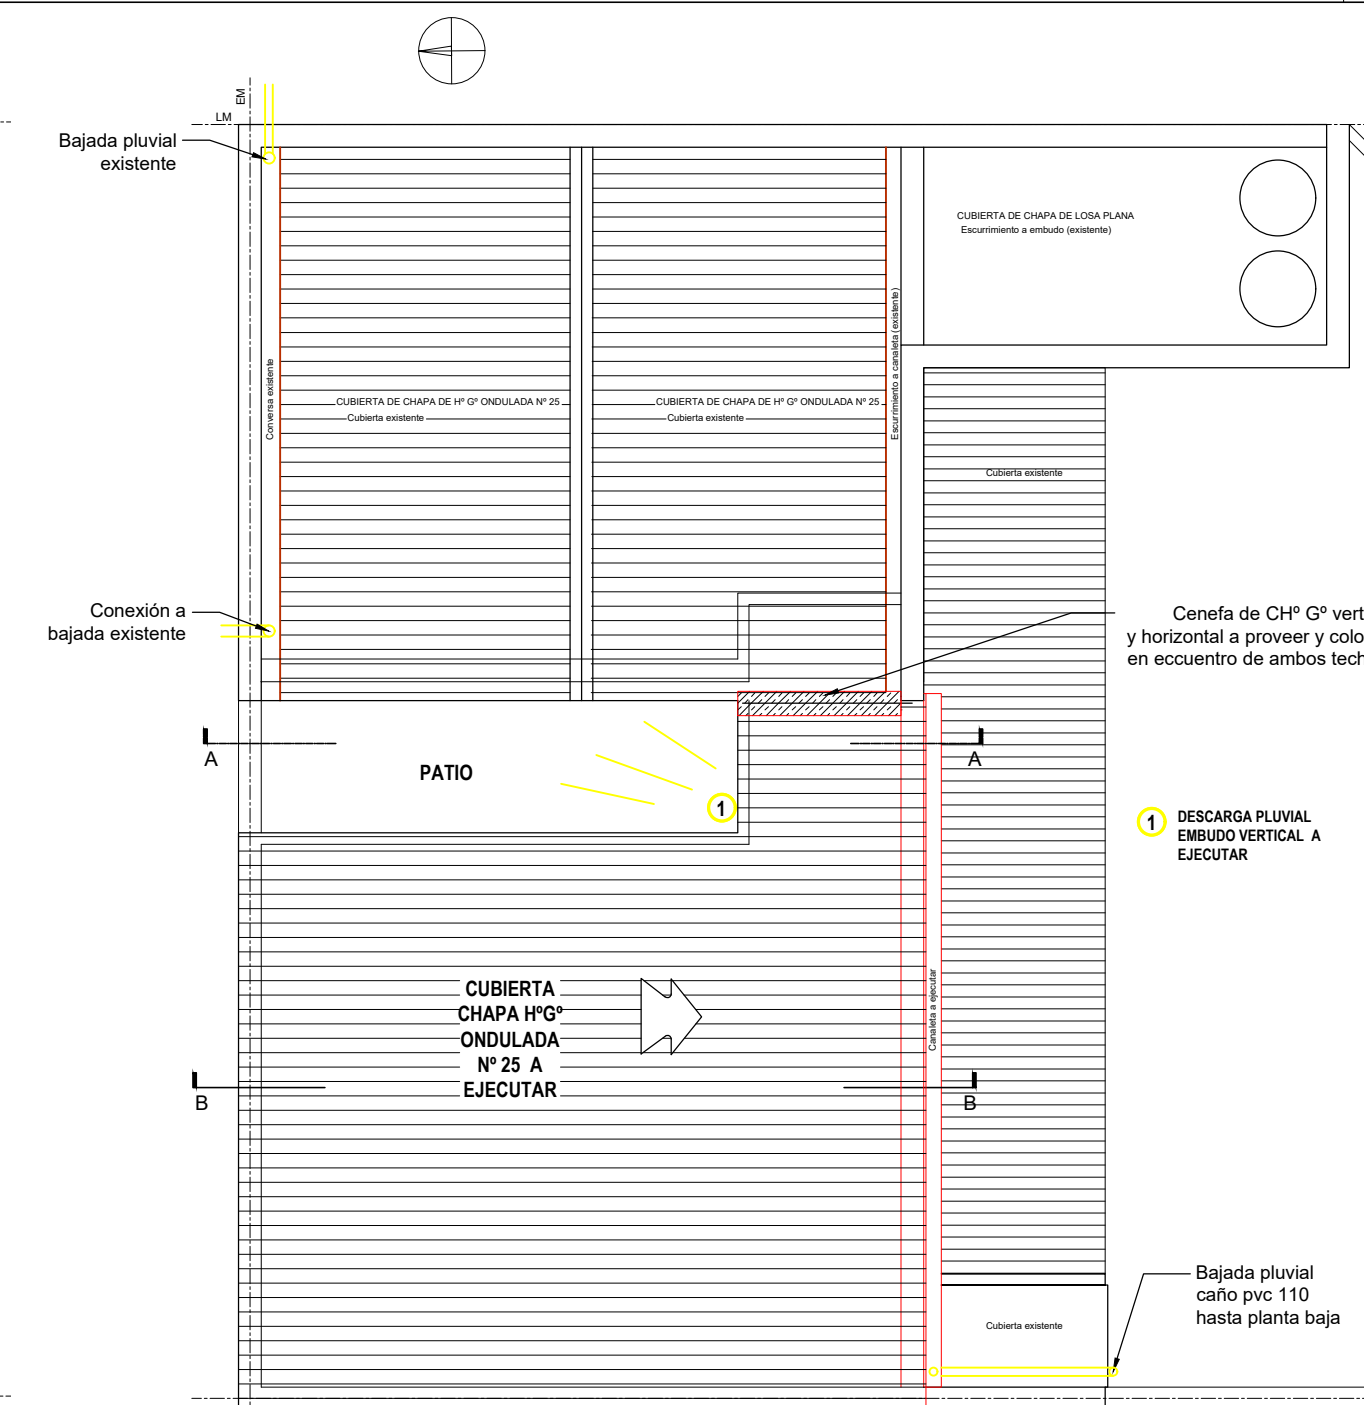 EM
LM
Bajada pluvial
existente
CUBIERTA DE CHAPA DE LOSA PLANA
Escurrimiento a embudo (existente)
Conversa existente
CUBIERTA DE CHAPA DE Hº Gº ONDULADA Nº 25
Cubierta existente
CUBIERTA DE CHAPA DE Hº Gº ONDULADA Nº 25
Cubierta existente
Escurrimiento a canaleta (existente)
Cubierta existente
Conexión a
bajada existente
Cenefa de CHº Gº vert
y horizontal a proveer y colo
en eccuentro de ambos tech
A
A
PATIO
1
1
DESCARGA PLUVIAL
EMBUDO VERTICAL A
EJECUTAR
CUBIERTA
CHAPA HºGº
ONDULADA
Nº 25 A
EJECUTAR
Canaleta a ejecutar
B
B
Bajada pluvial
caño pvc 110
hasta planta baja
Cubierta existente